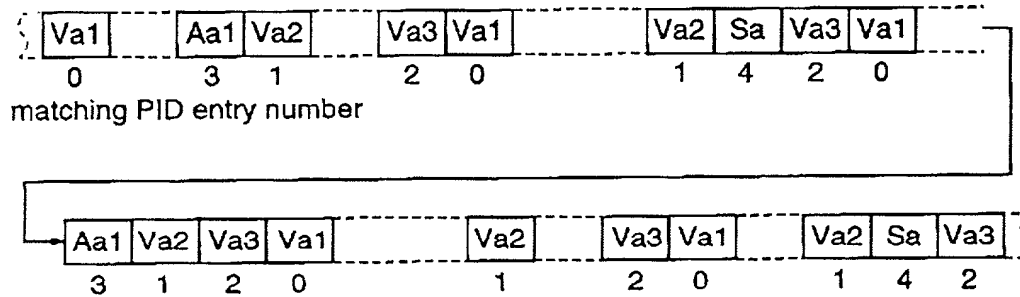 Va1 Aa1 Va2 Va3 Va1 Va2 Sa Va3 Va1
0 3 1 2 0 1 4 2 0
matching PID entry number
Aa1 Va2 Va3 Va1 Va2 Va3 Va1 Va2 Sa Va3
3 1 2 0 1 2 0 1 4 2